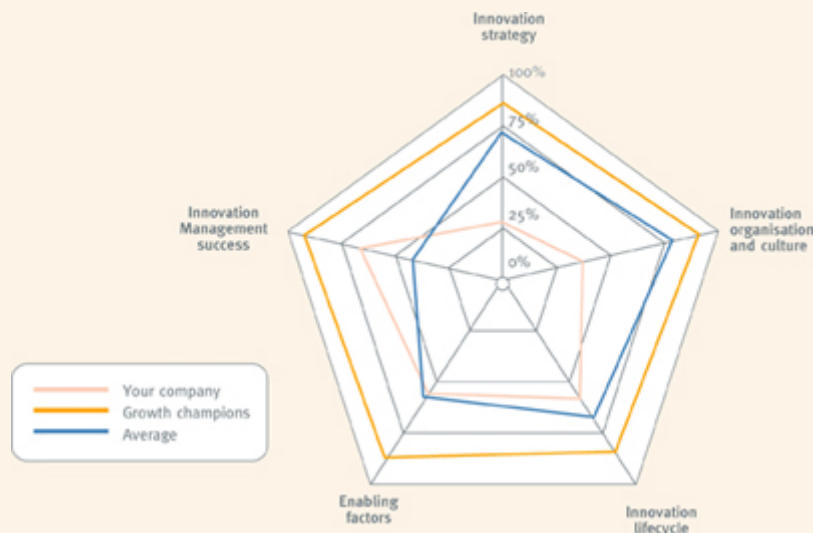 Innovation
strategy
100%
75%
50%
25%
0%
Innovation
Management
success
Innovation
organisation
and culture
Your company
Growth champions
Average
Enabling
factors
Innovation
lifecycle